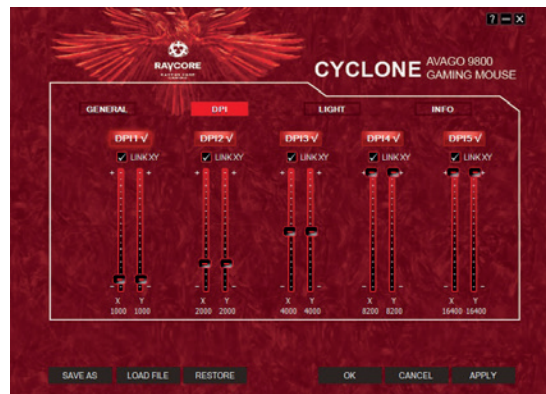 ? — X
RAYCORE
CYCLONE AVAGO 9800
GAMING MOUSE
GENERAL DPI LIGHT INFO
DPI1 √ DPI2 √ DPI3 √ DPI4 √ DPI5 √
LINK XY LINK XY LINK XY LINK XY LINK XY
+ + + + + + + + + +
- - - - - - - - - -
X Y X Y X Y X Y X Y
1000 1000 2000 2000 4000 4000 8200 8200 16400 16400
SAVE AS LOAD FILE RESTORE OK CANCEL APPLY